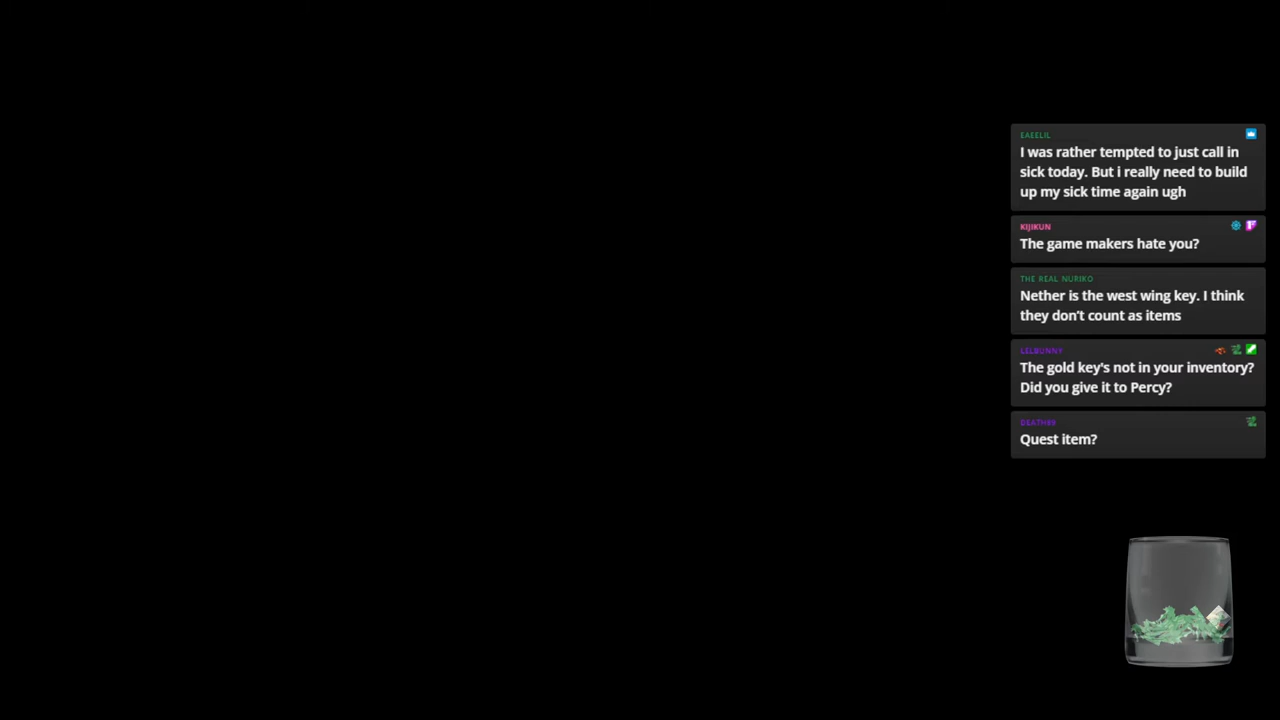 EAEELIL
I was rather tempted to just call in
sick today. But i really need to build
up my sick time again ugh
KIJIKUN
The game makers hate you?
THE REAL NURIKO
Nether is the west wing key. I think
they don't count as items
LELBUNNY
The gold key's not in your inventory?
Did you give it to Percy?
DEATH89
Quest item?